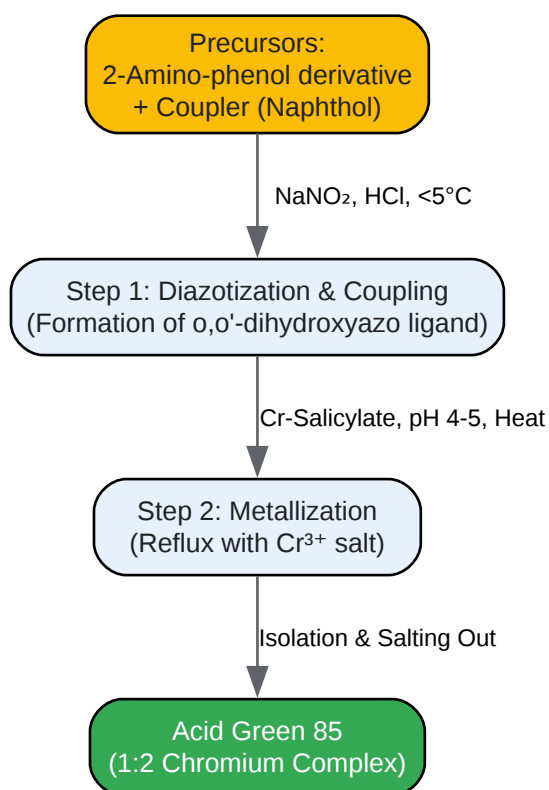 Precursors:
2-Amino-phenol derivative
+ Coupler (Naphthol)
NaNO₂, HCl, <5°C
Step 1: Diazotization & Coupling
(Formation of o,o'-dihydroxyazo ligand)
Cr-Salicylate, pH 4-5, Heat
Step 2: Metallization
(Reflux with Cr³⁺ salt)
Isolation & Salting Out
Acid Green 85
(1:2 Chromium Complex)